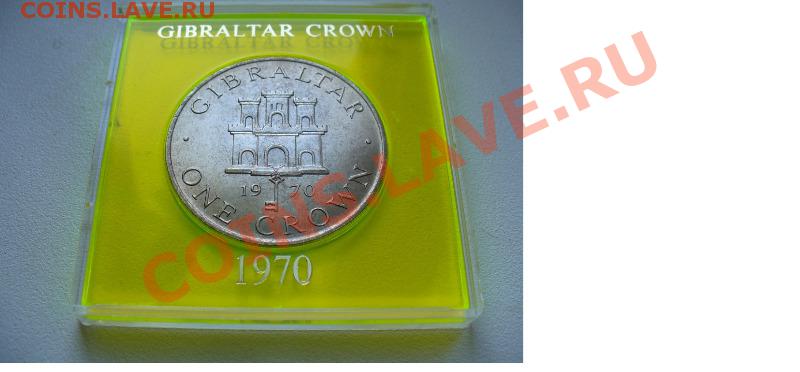 COINS.LAVE.RU
GIBRALTAR CROWN
· GIBRALTAR ·
19 70
ONE CROWN
1970
COINS.LAVE.RU